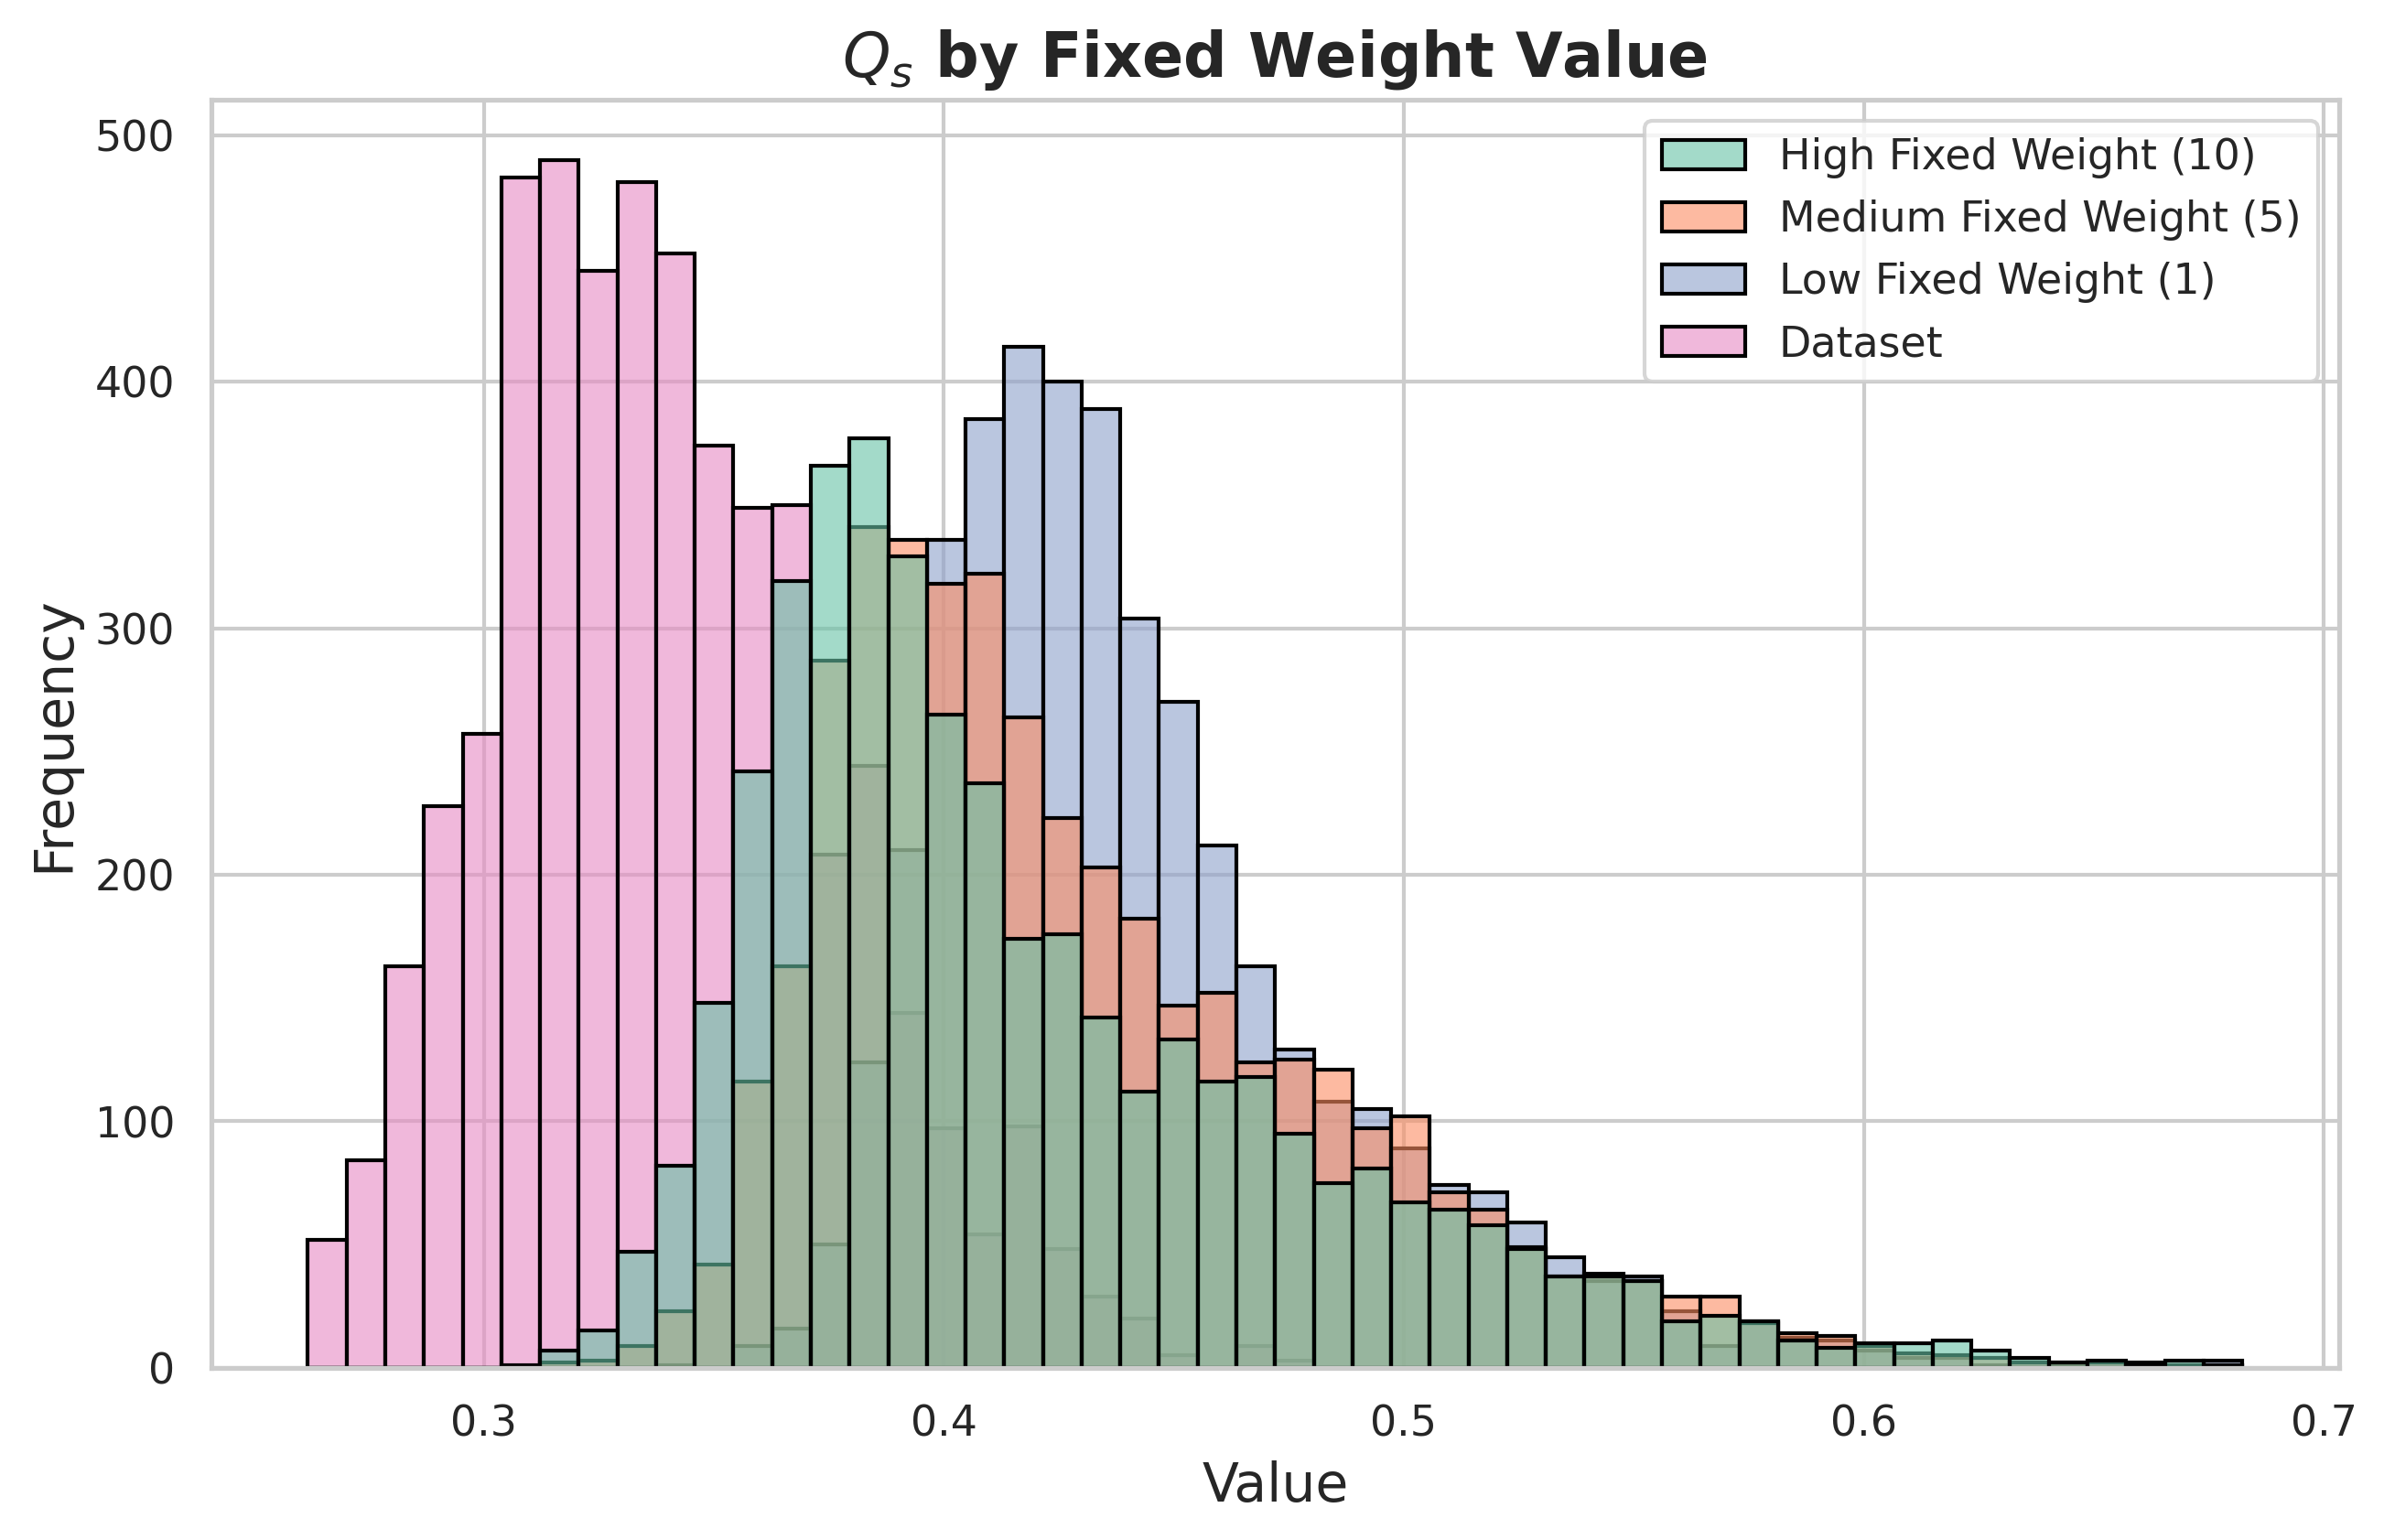 Q_s by Fixed Weight Value
High Fixed Weight (10)
Medium Fixed Weight (5)
Low Fixed Weight (1)
Dataset
Frequency
500
400
300
200
100
0
0.3 0.4 0.5 0.6 0.7
Value